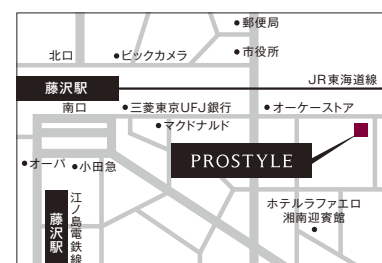 ●郵便局
北口
●ビックカメラ
●市役所
JR東海道線
藤沢駅
南口
●三菱東京UFJ銀行
●オーケーストア
●マクドナルド
PROSTYLE
●オーパ
●小田急
藤沢駅
江ノ島電鉄線
ホテルラファエロ
湘南迎賓館